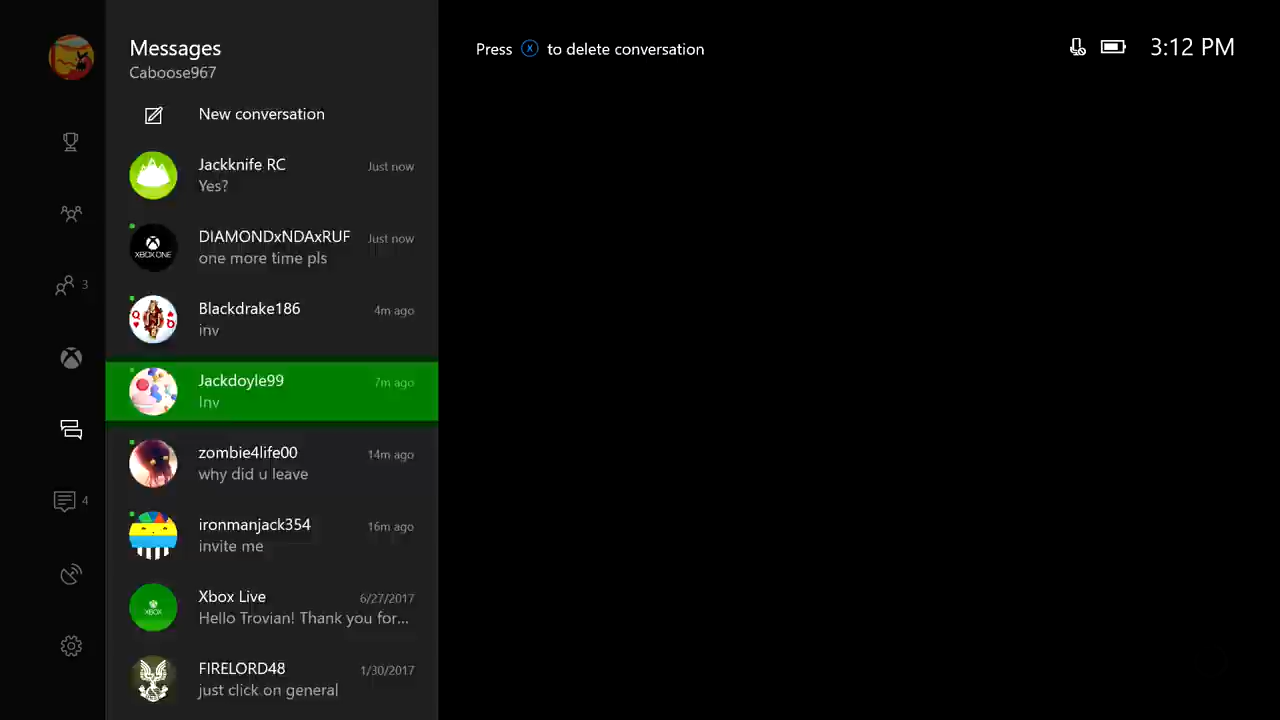 Messages
Caboose967
Press X to delete conversation
3:12 PM
New conversation
Jackknife RC Just now
Yes?
DIAMONDxNDAxRUF Just now
one more time pls
XBOX ONE
Blackdrake186 4m ago
inv
Q Q
Jackdoyle99 7m ago
Inv
3
zombie4life00 14m ago
why did u leave
4
ironmanjack354 16m ago
invite me
Xbox Live 6/27/2017
Hello Trovian! Thank you for...
XBOX
FIRELORD48 1/30/2017
just click on general